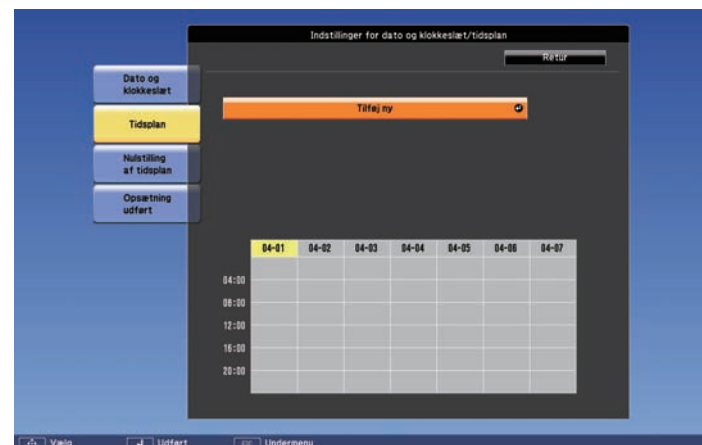 Indstillinger for dato og klokkeslæt/tidsplan
Retur
Dato og
klokkeslæt
Tidsplan
Nulstilling
af tidsplan
Opsætning
udført
Tilføj ny
04-01 04-02 04-03 04-04 04-05 04-06 04-07
04:00
08:00
12:00
16:00
20:00
Vælg Udført Undermenu